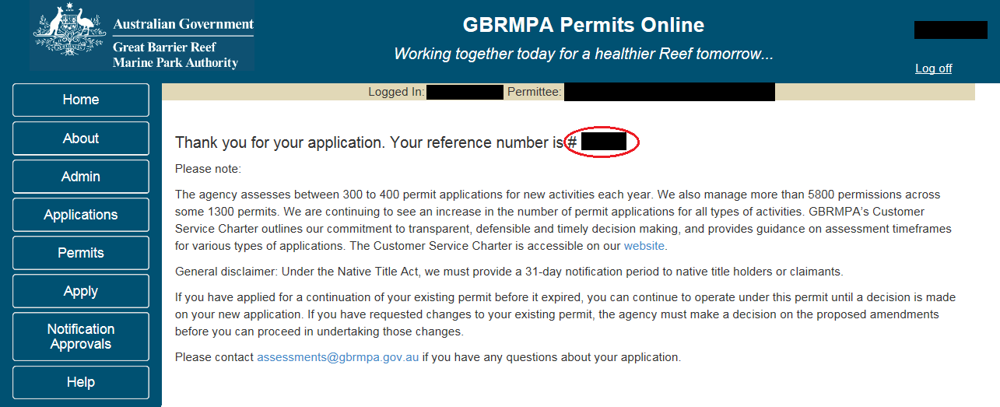 Australian Government
Great Barrier Reef
Marine Park Authority
GBRMPA Permits Online
Working together today for a healthier Reef tomorrow...
Log off
Logged In: Permittee:
Home
About
Admin
Applications
Permits
Apply
Notification
Approvals
Help
Thank you for your application. Your reference number is #
Please note:
The agency assesses between 300 to 400 permit applications for new activities each year. We also manage more than 5800 permissions across
some 1300 permits. We are continuing to see an increase in the number of permit applications for all types of activities. GBRMPA's Customer
Service Charter outlines our commitment to transparent, defensible and timely decision making, and provides guidance on assessment timeframes
for various types of applications. The Customer Service Charter is accessible on our website.
General disclaimer: Under the Native Title Act, we must provide a 31-day notification period to native title holders or claimants.
If you have applied for a continuation of your existing permit before it expired, you can continue to operate under this permit until a decision is made
on your new application. If you have requested changes to your existing permit, the agency must make a decision on the proposed amendments
before you can proceed in undertaking those changes.
Please contact assessments@gbrmpa.gov.au if you have any questions about your application.